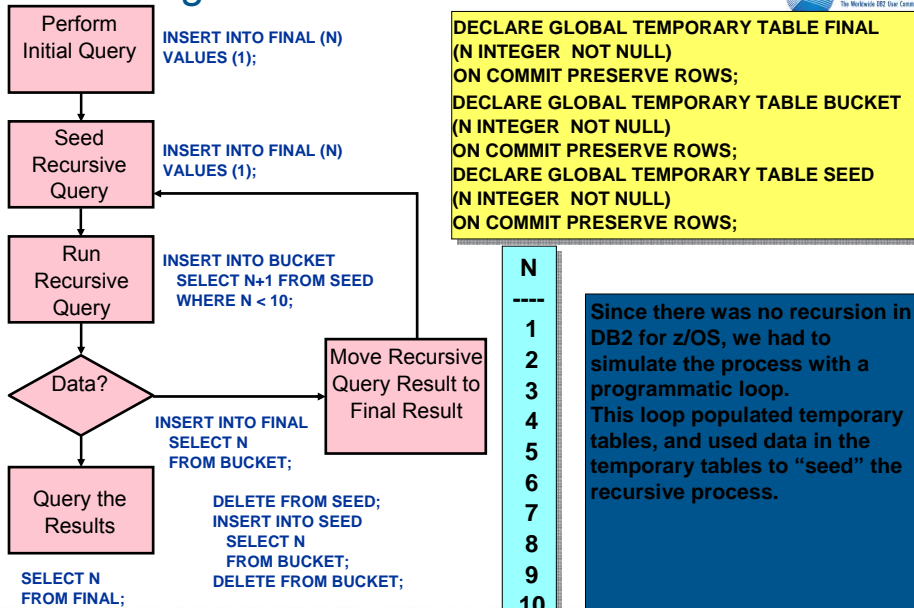 g
The Worldwide DB2 User Comm
Perform
Initial Query
INSERT INTO FINAL (N)
VALUES (1);
Seed
Recursive
Query
INSERT INTO FINAL (N)
VALUES (1);
Run
Recursive
Query
INSERT INTO BUCKET
SELECT N+1 FROM SEED
WHERE N < 10;
Data?
Move Recursive
Query Result to
Final Result
INSERT INTO FINAL
SELECT N
FROM BUCKET;
DELETE FROM SEED;
INSERT INTO SEED
SELECT N
FROM BUCKET;
DELETE FROM BUCKET;
Query the
Results
SELECT N
FROM FINAL;
DECLARE GLOBAL TEMPORARY TABLE FINAL
(N INTEGER NOT NULL)
ON COMMIT PRESERVE ROWS;
DECLARE GLOBAL TEMPORARY TABLE BUCKET
(N INTEGER NOT NULL)
ON COMMIT PRESERVE ROWS;
DECLARE GLOBAL TEMPORARY TABLE SEED
(N INTEGER NOT NULL)
ON COMMIT PRESERVE ROWS;
N
----
1
2
3
4
5
6
7
8
9
10
Since there was no recursion in
DB2 for z/OS, we had to
simulate the process with a
programmatic loop.
This loop populated temporary
tables, and used data in the
temporary tables to “seed” the
recursive process.